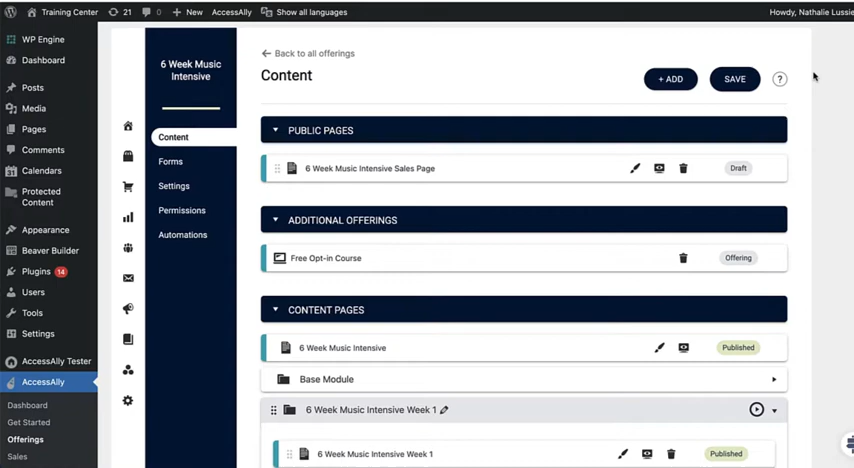 Training Center 21 0 New AccessAlly Show all languages Howdy, Nathalie Lussie
WP Engine
Dashboard
Posts
Media
Pages
Comments
Calendars
Protected
Content
Appearance
Beaver Builder
Plugins 14
Users
Tools
Settings
AccessAlly Tester
AccessAlly
Dashboard
Get Started
Offerings
Sales
6 Week Music
Intensive
Content
Forms
Settings
Permissions
Automations
Back to all offerings
Content
+ ADD SAVE ?
PUBLIC PAGES
6 Week Music Intensive Sales Page Draft
ADDITIONAL OFFERINGS
Free Opt-in Course Offering
CONTENT PAGES
6 Week Music Intensive Published
Base Module
6 Week Music Intensive Week 1
6 Week Music Intensive Week 1 Published